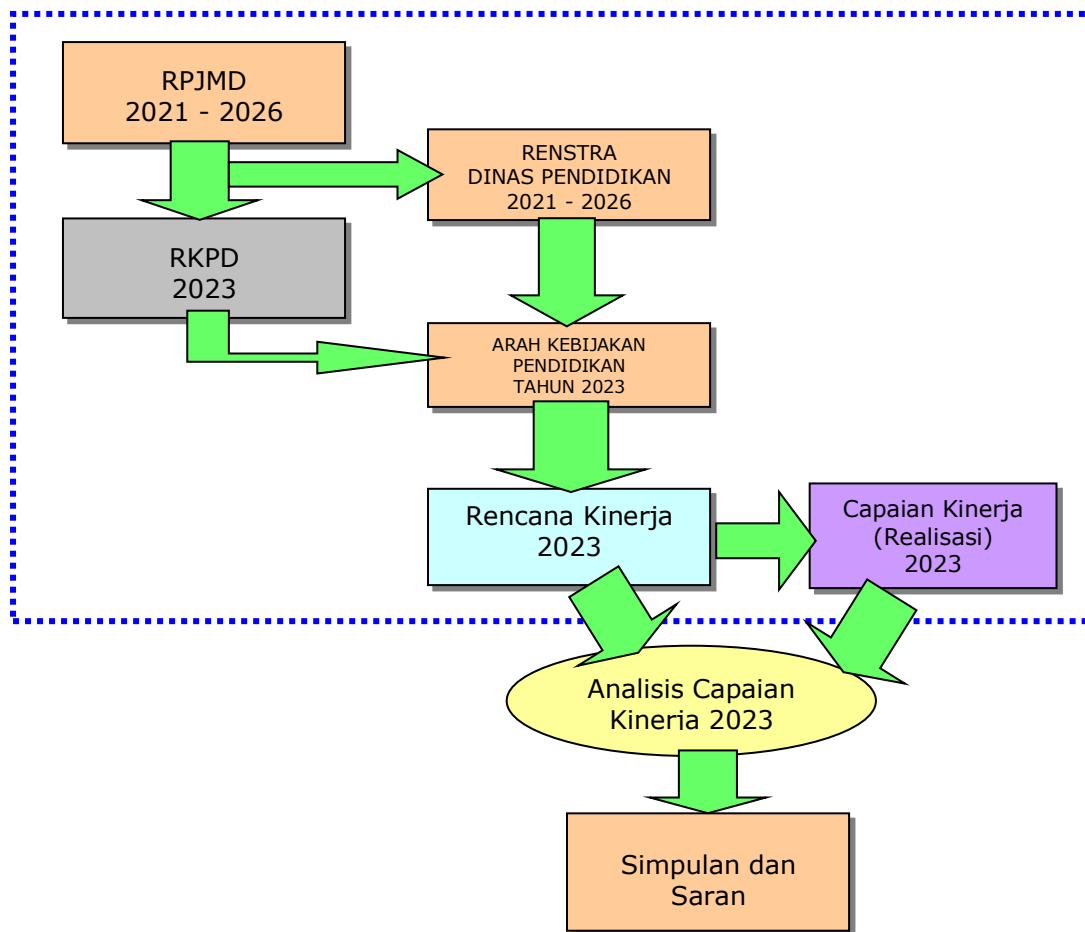 RPJMD
2021 - 2026
RENSTRA
DINAS PENDIDIKAN
2021 - 2026
RKPD
2023
ARAH KEBIJAKAN
PENDIDIKAN
TAHUN 2023
Rencana Kinerja
2023
Capaian Kinerja
(Realisasi)
2023
Analisis Capaian
Kinerja 2023
Simpulan dan
Saran